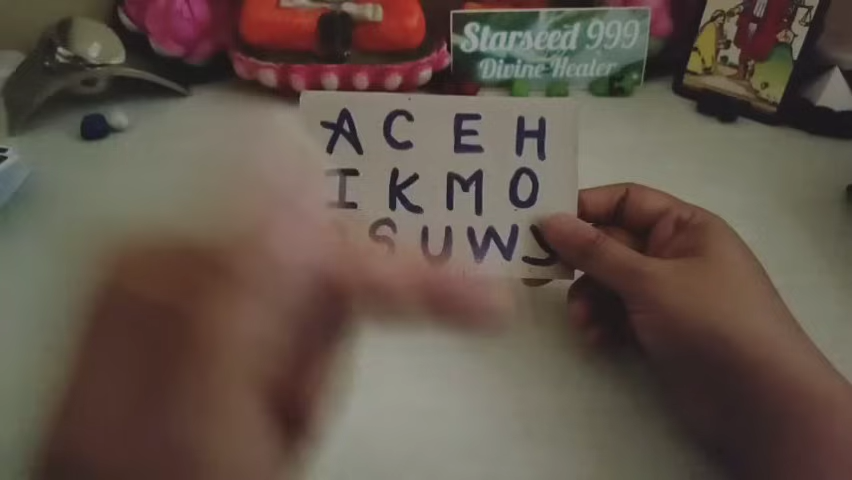 Starseed 999
Divine Healer
A C E H
I K M O
S U W Y